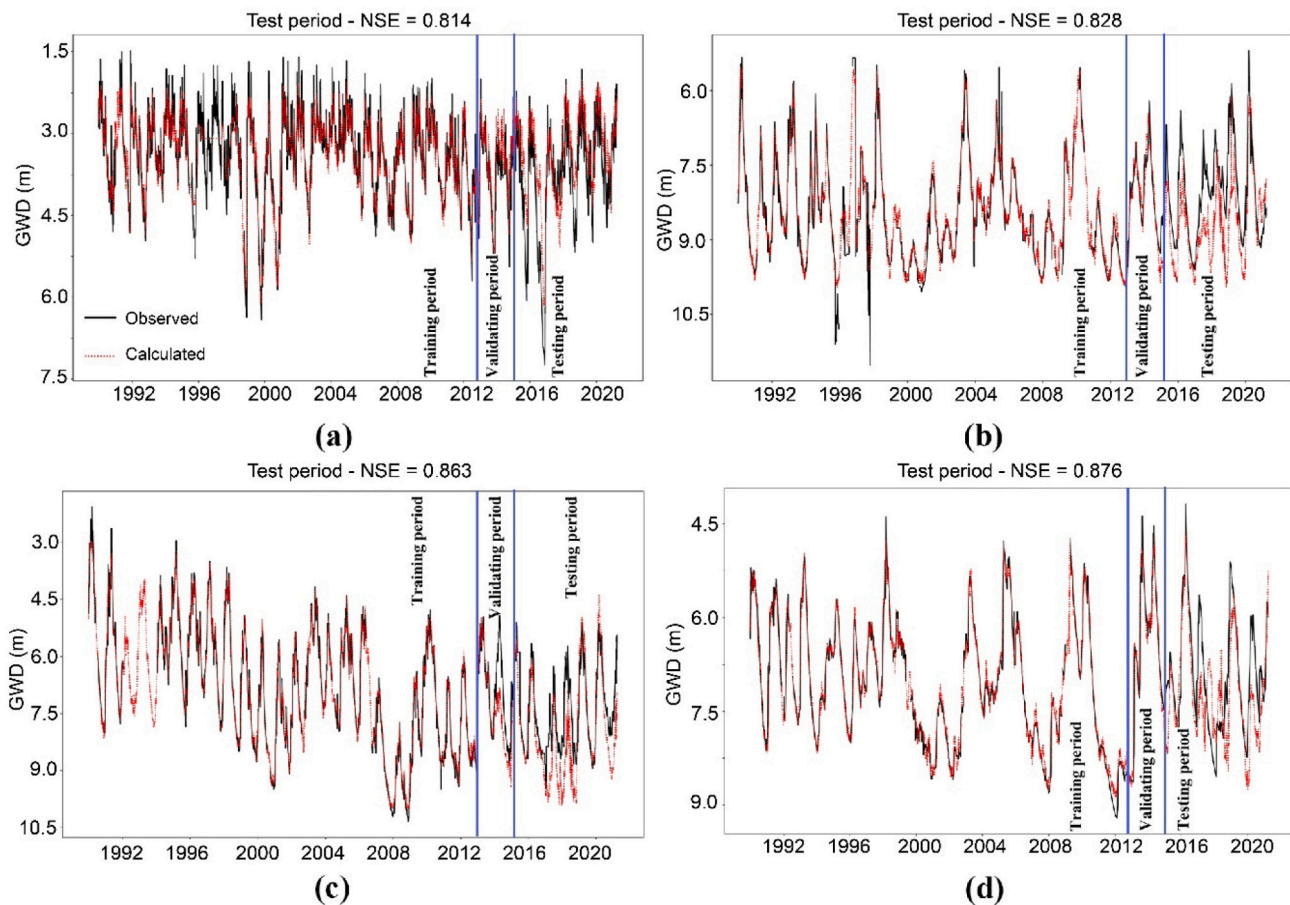 Test period - NSE = 0.814
GWD (m)
1.5
3.0
4.5
6.0
7.5
Observed
Calculated
Training period
Validating period
Testing period
1992 1996 2000 2004 2008 2012 2016 2020
(a)
Test period - NSE = 0.828
GWD (m)
6.0
7.5
9.0
10.5
Training period
Validating period
Testing period
1992 1996 2000 2004 2008 2012 2016 2020
(b)
Test period - NSE = 0.863
GWD (m)
3.0
4.5
6.0
7.5
9.0
10.5
Training period
Validating period
Testing period
1992 1996 2000 2004 2008 2012 2016 2020
(c)
Test period - NSE = 0.876
GWD (m)
4.5
6.0
7.5
9.0
Training period
Validating period
Testing period
1992 1996 2000 2004 2008 2012 2016 2020
(d)